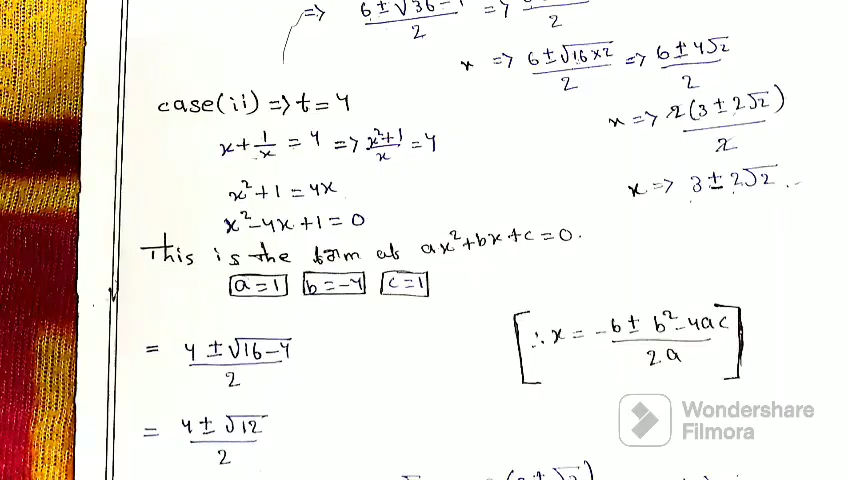 => 6 ± √36 -
2
=>
2
x => 6 ± √16 × 2 / 2 => 6 ± 4√2 / 2
case(ii) => t = 4
x => 2(3 ± 2√2) / 2
x + 1/x = 4 => x²+1 / x = 4
x => 3 ± 2√2
x² + 1 = 4x
x² - 4x + 1 = 0
This is the form of ax² + bx + c = 0.
a = 1 b = -4 c = 1
[∴ x = -b ± b² - 4ac / 2a]
= 4 ± √16 - 4 / 2
= 4 ± √12 / 2
Wondershare
Filmora